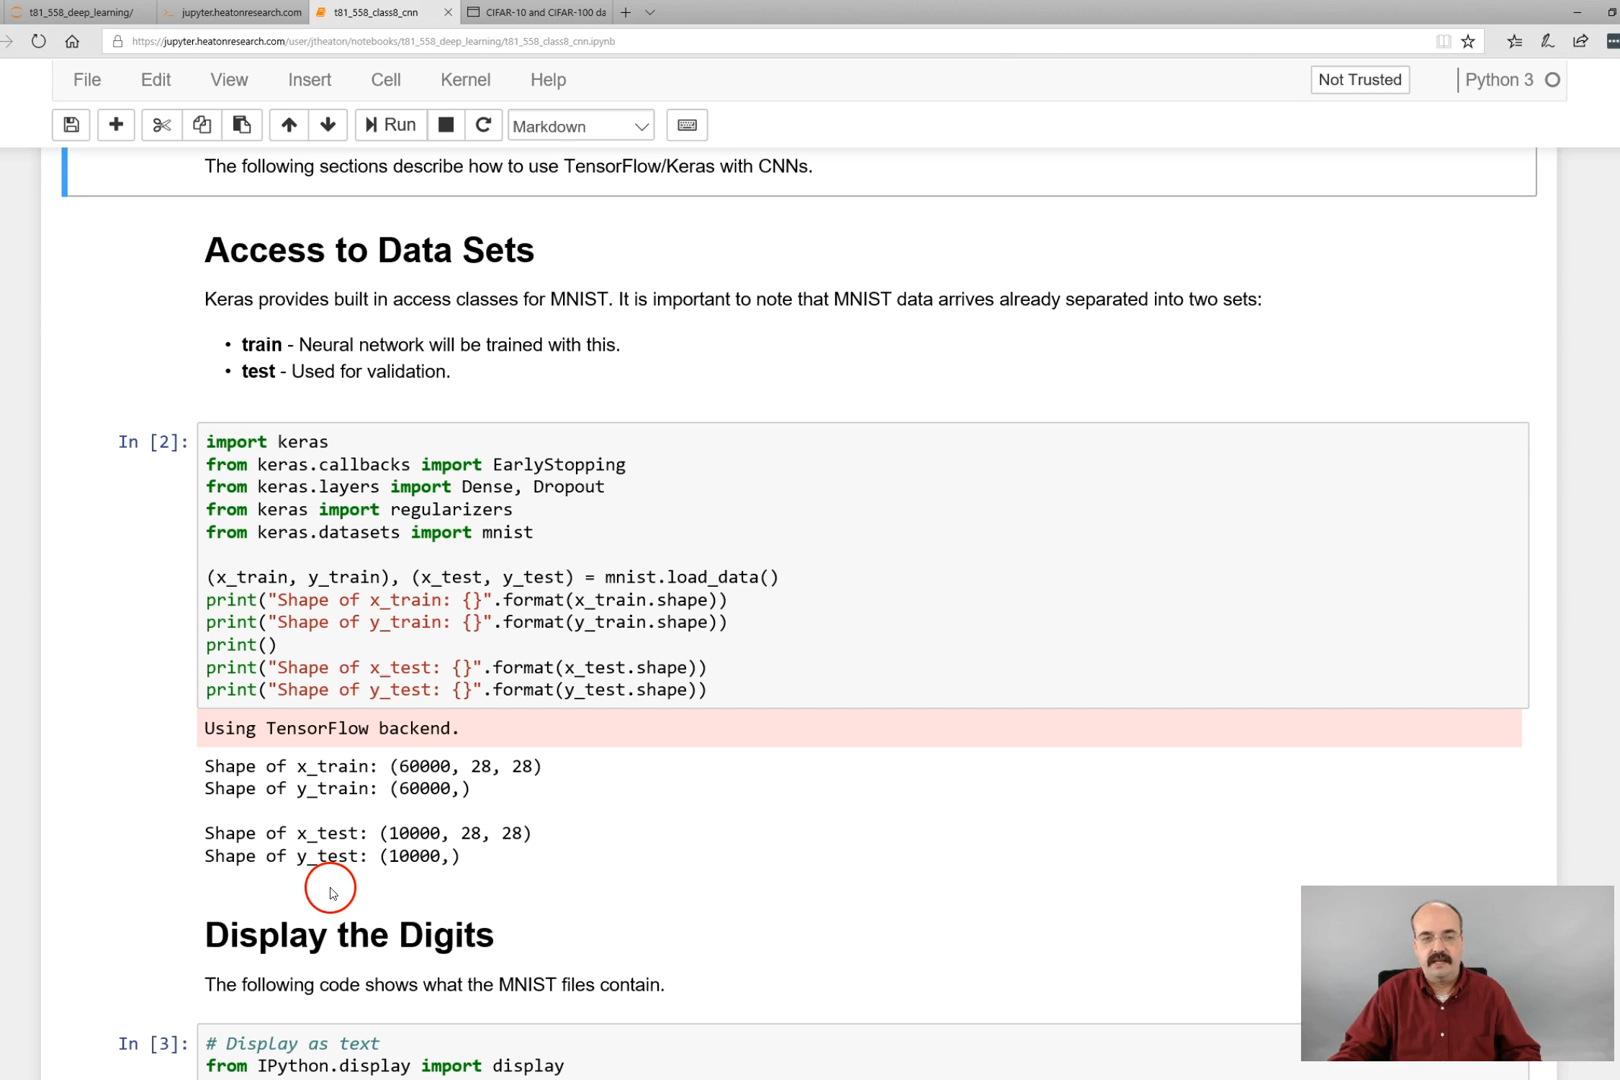 t81_558_deep_learning/
jupyter.heatonresearch.com
t81_558_class8_cnn
CIFAR-10 and CIFAR-100 da
https://jupyter.heatonresearch.com/user/jtheaton/notebooks/t81_558_deep_learning/t81_558_class8_cnn.ipynb
File Edit View Insert Cell Kernel Help
Not Trusted
Python 3
Run
Markdown
The following sections describe how to use TensorFlow/Keras with CNNs.
Access to Data Sets
Keras provides built in access classes for MNIST. It is important to note that MNIST data arrives already separated into two sets:
• train - Neural network will be trained with this.
• test - Used for validation.
In [2]: import keras
from keras.callbacks import EarlyStopping
from keras.layers import Dense, Dropout
from keras import regularizers
from keras.datasets import mnist
(x_train, y_train), (x_test, y_test) = mnist.load_data()
print("Shape of x_train: {}".format(x_train.shape))
print("Shape of y_train: {}".format(y_train.shape))
print()
print("Shape of x_test: {}".format(x_test.shape))
print("Shape of y_test: {}".format(y_test.shape))
Using TensorFlow backend.
Shape of x_train: (60000, 28, 28)
Shape of y_train: (60000,)
Shape of x_test: (10000, 28, 28)
Shape of y_test: (10000,)
Display the Digits
The following code shows what the MNIST files contain.
In [3]: # Display as text
from IPython.display import display